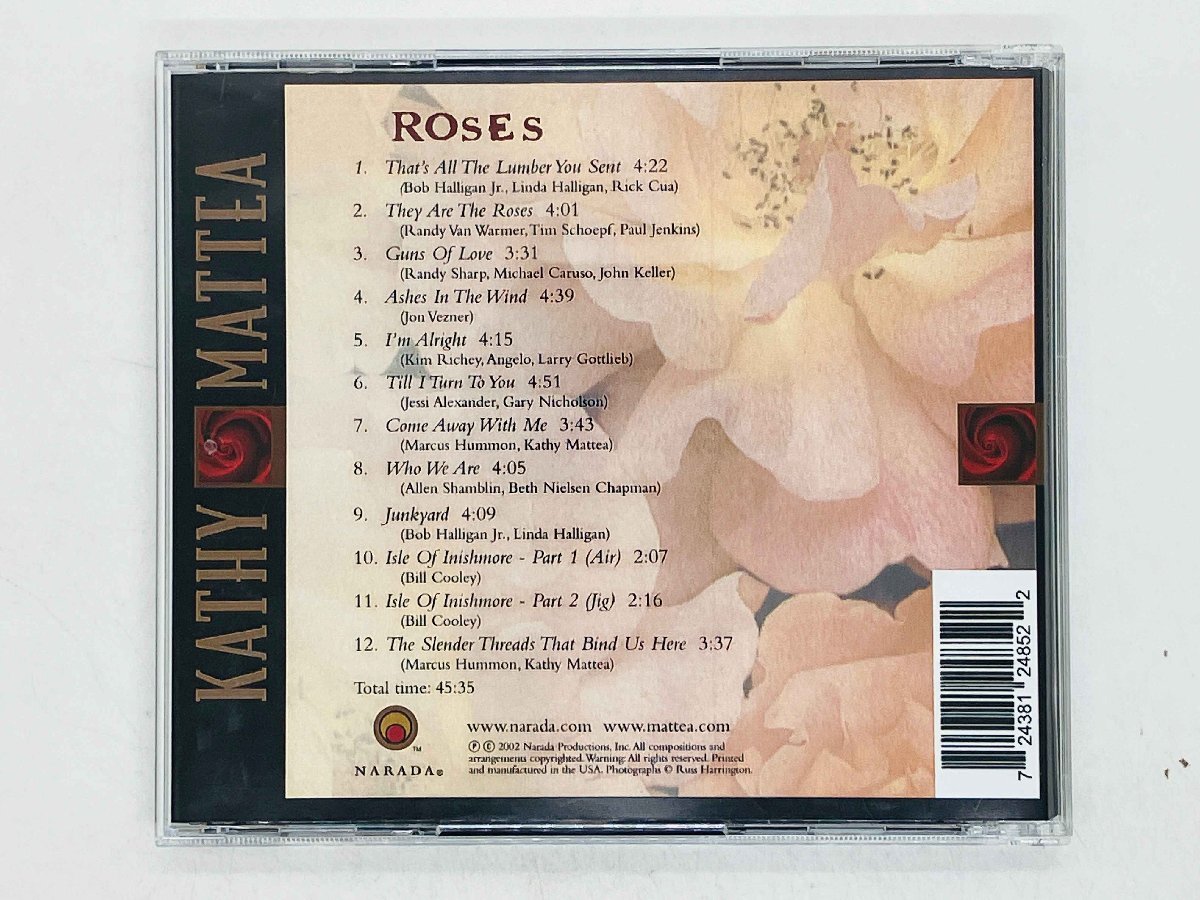 KATHY MATTEA
ROSES
1. That's All The Lumber You Sent 4:22
(Bob Halligan Jr., Linda Halligan, Rick Cua)
2. They Are The Roses 4:01
(Randy Van Warmer, Tim Schoepf, Paul Jenkins)
3. Guns Of Love 3:31
(Randy Sharp, Michael Caruso, John Keller)
4. Ashes In The Wind 4:39
(Jon Vezner)
5. I'm Alright 4:15
(Kim Richey, Angelo, Larry Gottlieb)
6. Till I Turn To You 4:51
(Jessi Alexander, Gary Nicholson)
7. Come Away With Me 3:43
(Marcus Hummon, Kathy Mattea)
8. Who We Are 4:05
(Allen Shamblin, Beth Nielsen Chapman)
9. Junkyard 4:09
(Bob Halligan Jr., Linda Halligan)
10. Isle Of Inishmore - Part 1 (Air) 2:07
(Bill Cooley)
11. Isle Of Inishmore - Part 2 (Jig) 2:16
(Bill Cooley)
12. The Slender Threads That Bind Us Here 3:37
(Marcus Hummon, Kathy Mattea)
Total time: 45:35
TM
NARADA®
www.narada.com www.mattea.com
℗ © 2002 Narada Productions, Inc. All compositions and
arrangements copyrighted. Warning: All rights reserved. Printed
and manufactured in the USA. Photographs © Russ Harrington.
7 24381 24852 2